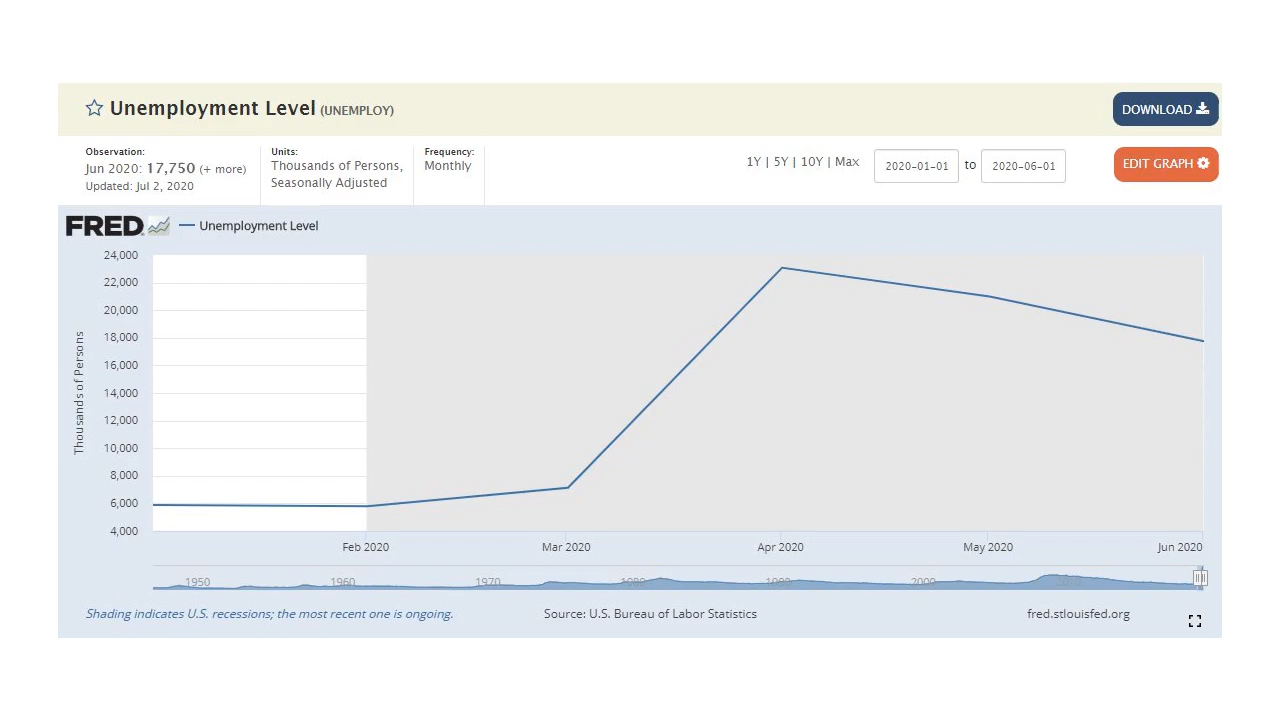 Unemployment Level (UNEMPLOY)
DOWNLOAD
Observation:
Jun 2020: 17,750 (+ more)
Updated: Jul 2, 2020
Units:
Thousands of Persons,
Seasonally Adjusted
Frequency:
Monthly
1Y | 5Y | 10Y | Max
2020-01-01 to 2020-06-01
EDIT GRAPH
FRED
Unemployment Level
24,000
22,000
20,000
18,000
16,000
14,000
12,000
10,000
8,000
6,000
4,000
Thousands of Persons
Feb 2020
Mar 2020
Apr 2020
May 2020
Jun 2020
1950
1960
1970
1980
1990
2000
2010
Shading indicates U.S. recessions; the most recent one is ongoing.
Source: U.S. Bureau of Labor Statistics
fred.stlouisfed.org